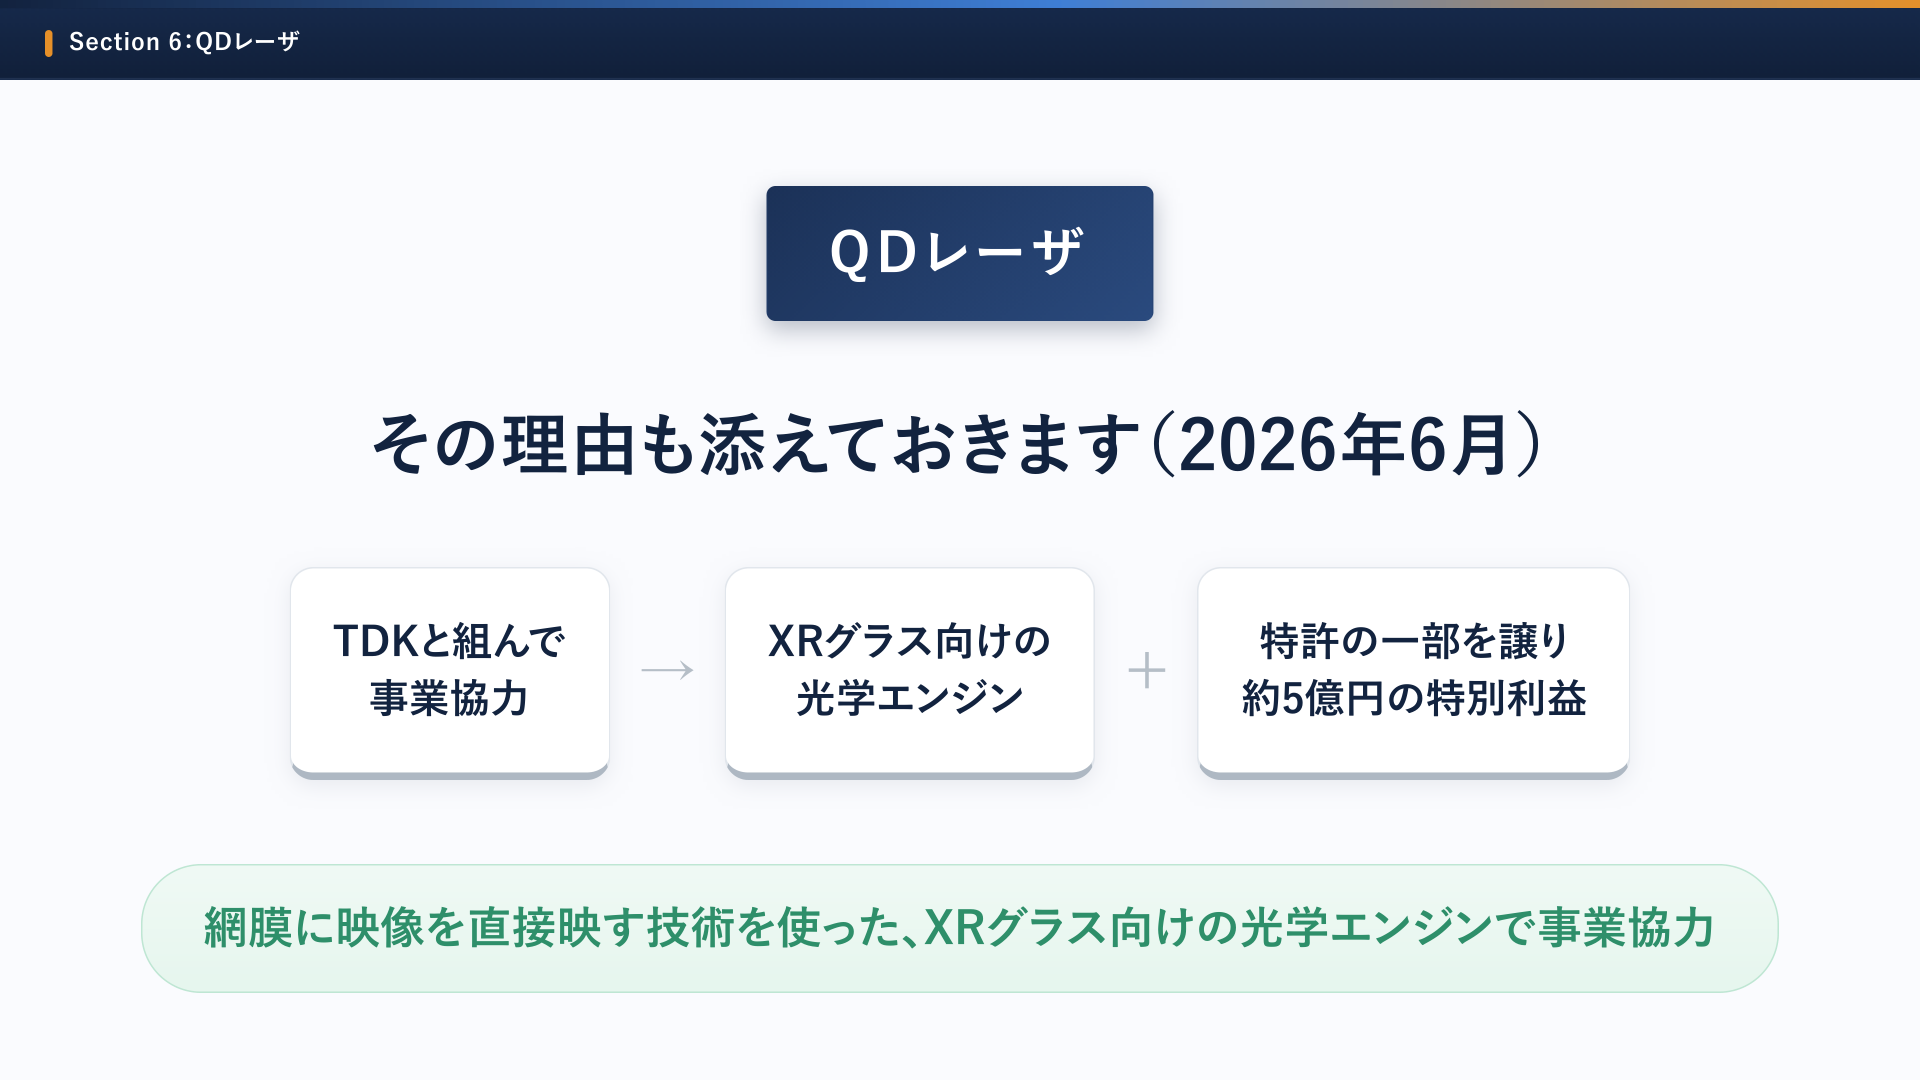 Section 6：QDレーザ
QDレーザ
その理由も添えておきます（2026年6月）
TDKと組んで
事業協力
→
XRグラス向けの
光学エンジン
＋
特許の一部を譲り
約5億円の特別利益
網膜に映像を直接映す技術を使った、XRグラス向けの光学エンジンで事業協力